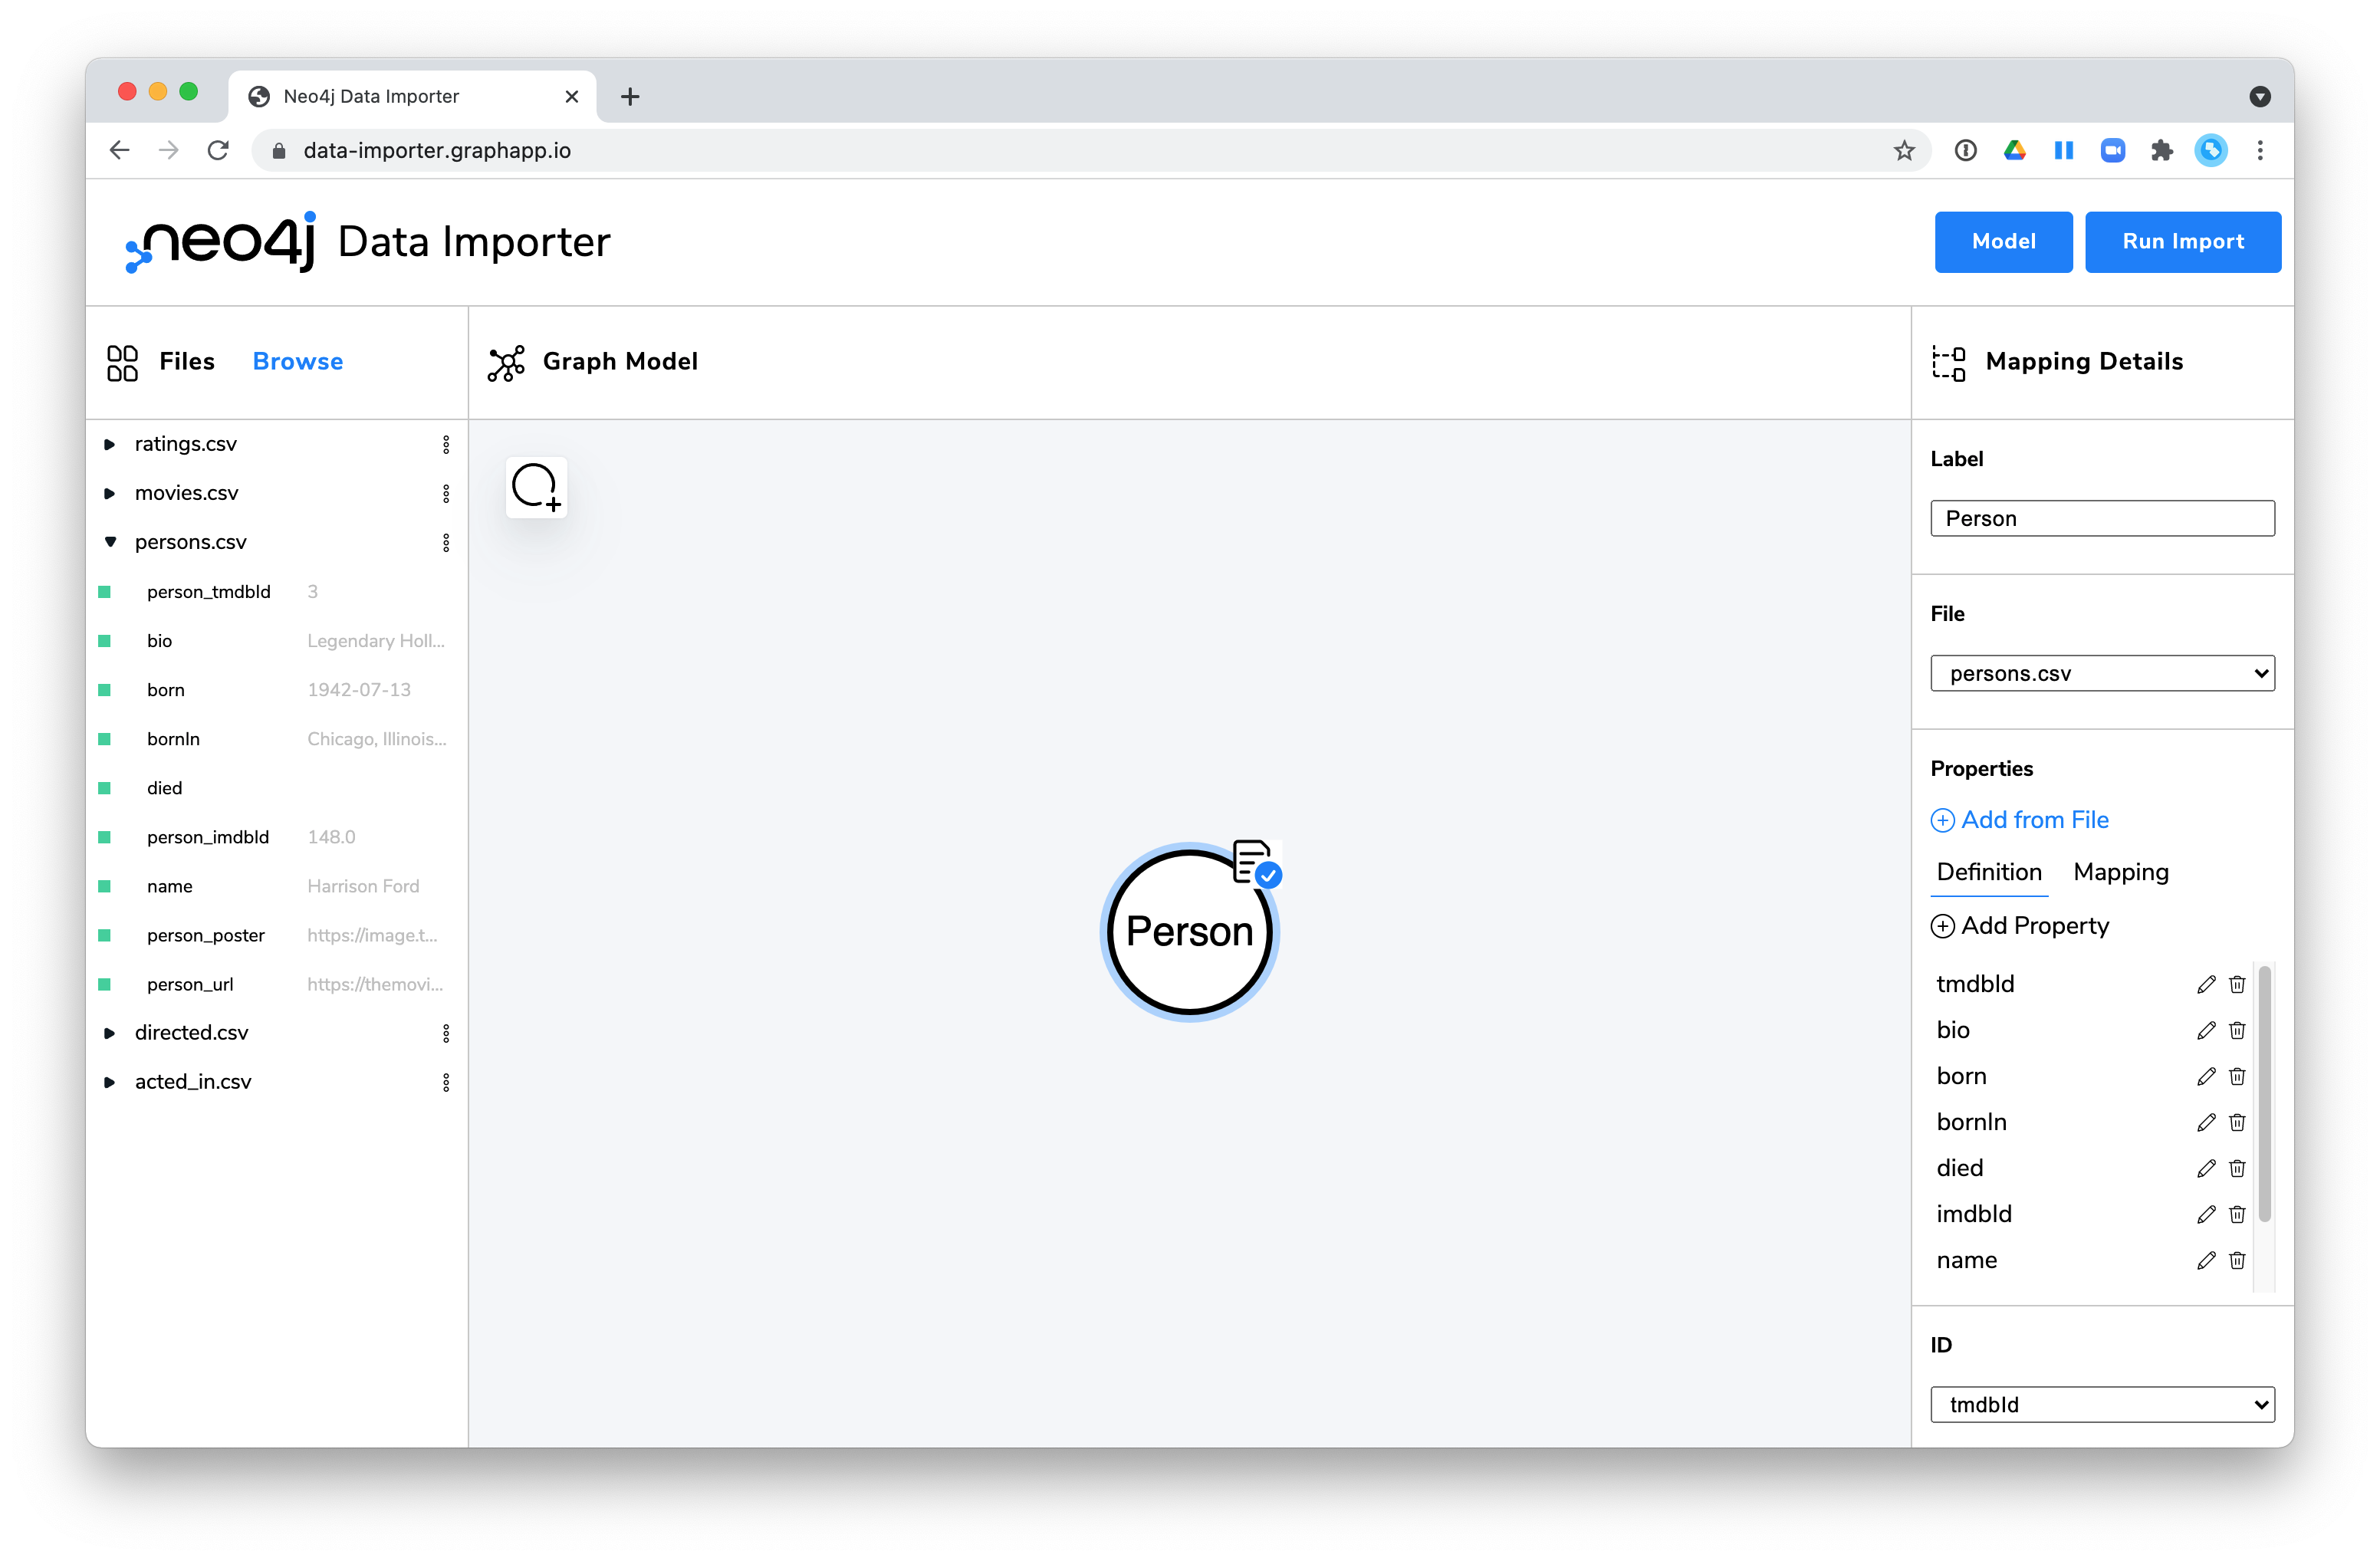 Neo4j Data Importer
data-importer.graphapp.io
neo4j Data Importer
Model
Run Import
Files
Browse
Graph Model
Mapping Details
ratings.csv
movies.csv
persons.csv
person_tmdbId 3
bio Legendary Holl...
born 1942-07-13
bornIn Chicago, Illinois...
died
person_imdbId 148.0
name Harrison Ford
person_poster https://image.t...
person_url https://themovi...
directed.csv
acted_in.csv
Person
Label
Person
File
persons.csv
Properties
Add from File
Definition Mapping
Add Property
tmdbId
bio
born
bornIn
died
imdbId
name
ID
tmdbId